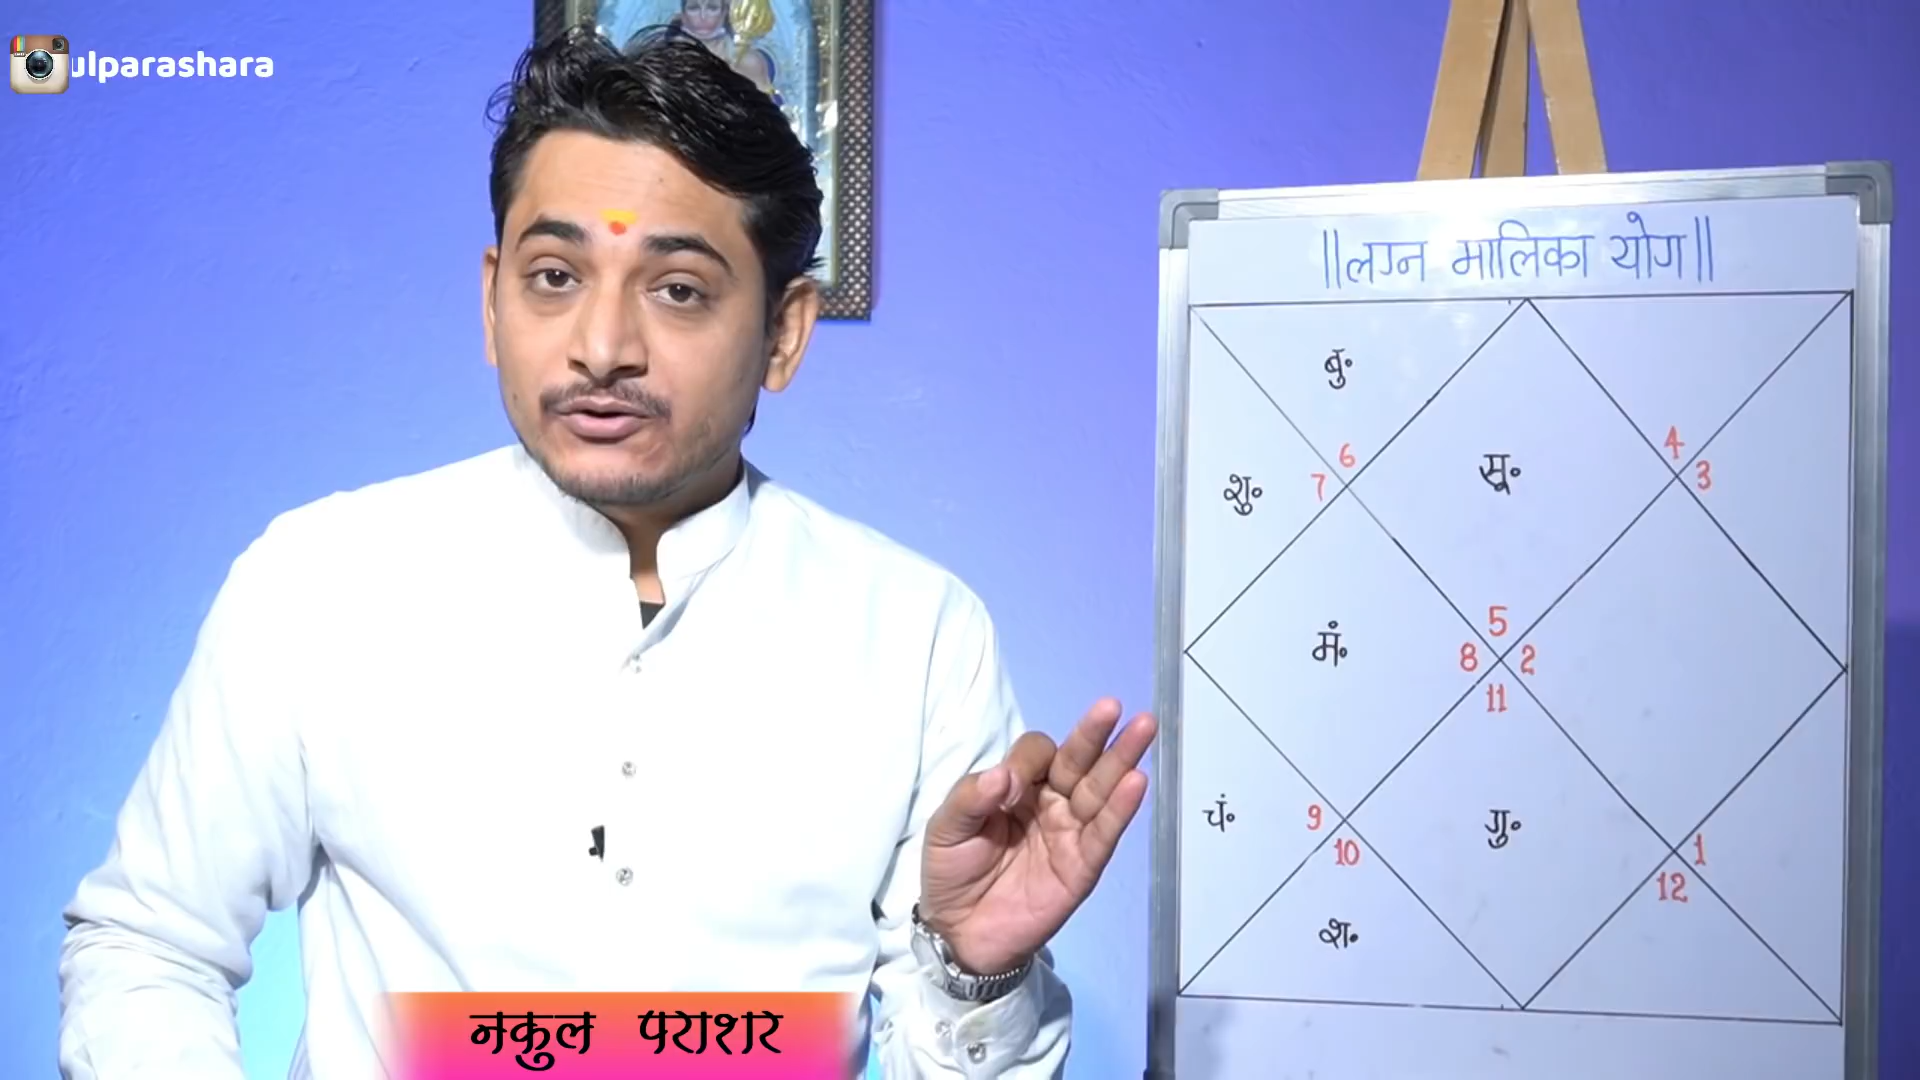 ulparashara
||लग्न मालिका योग||
बु॰
सू॰
6
4
शु॰
7
3
5
मं॰
8
2
11
चं॰
9
गु॰
10
1
12
श॰
नकुल पराशर